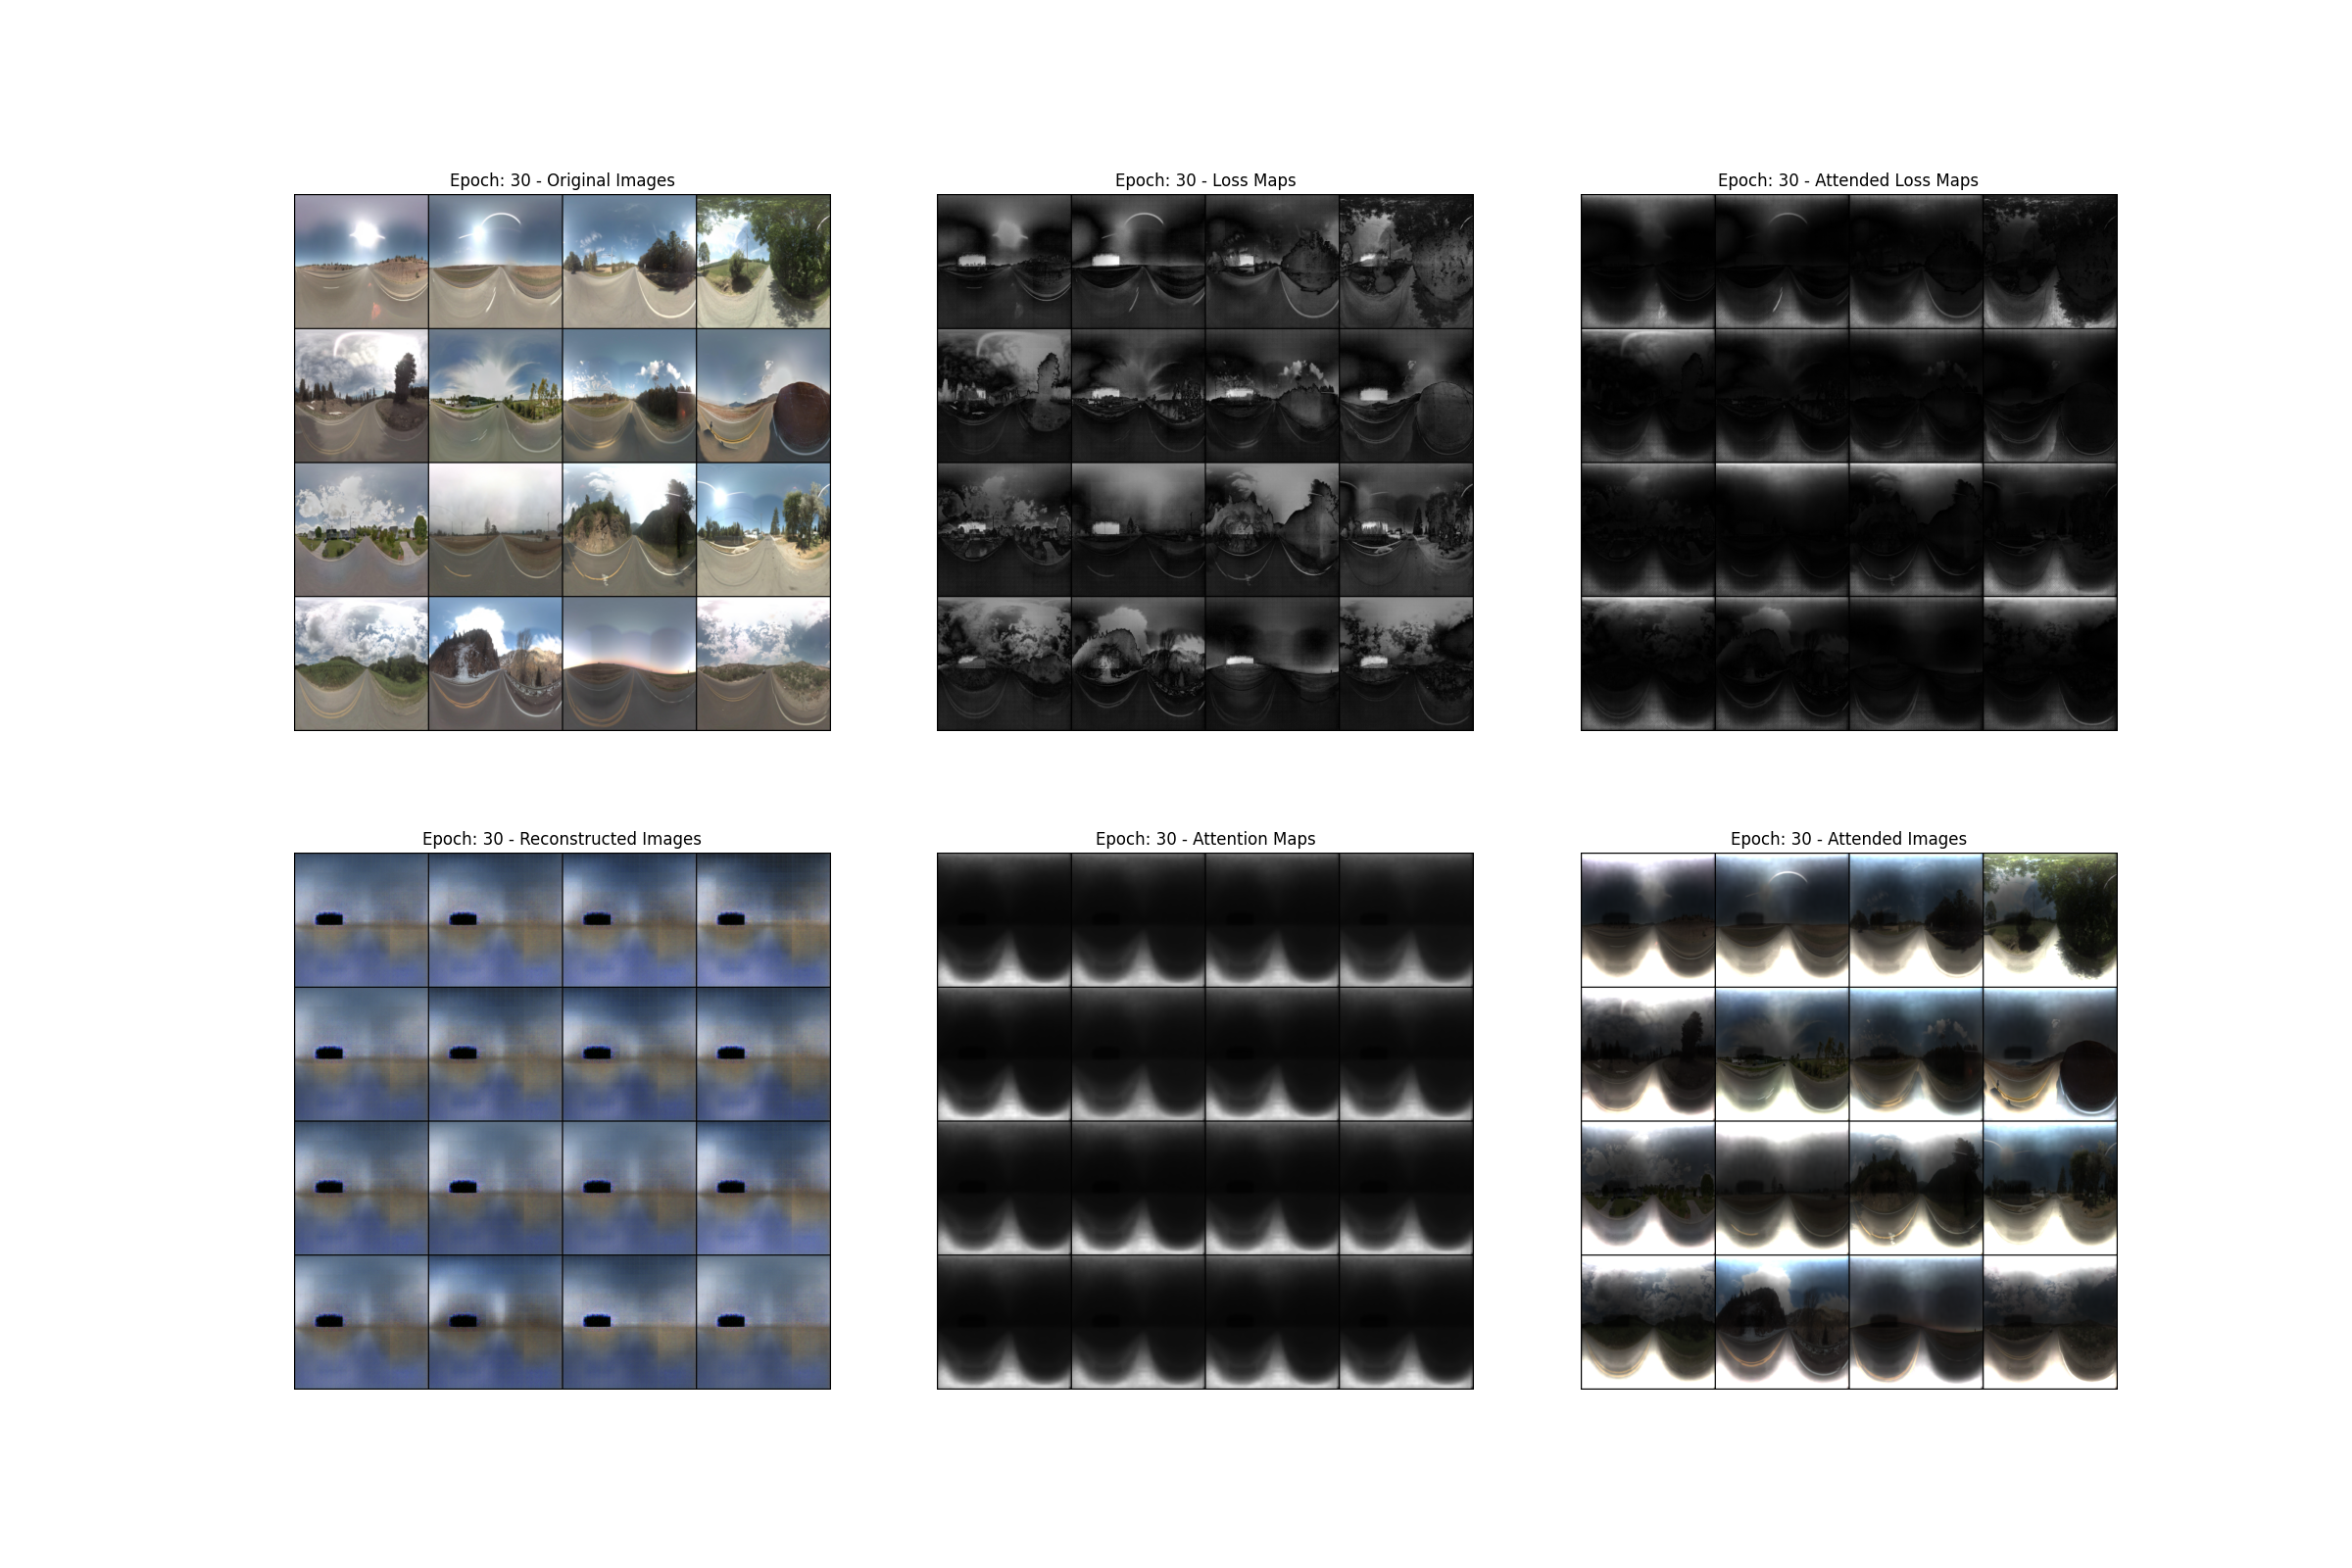 Epoch: 30 - Original Images
Epoch: 30 - Loss Maps
Epoch: 30 - Attended Loss Maps
Epoch: 30 - Reconstructed Images
Epoch: 30 - Attention Maps
Epoch: 30 - Attended Images